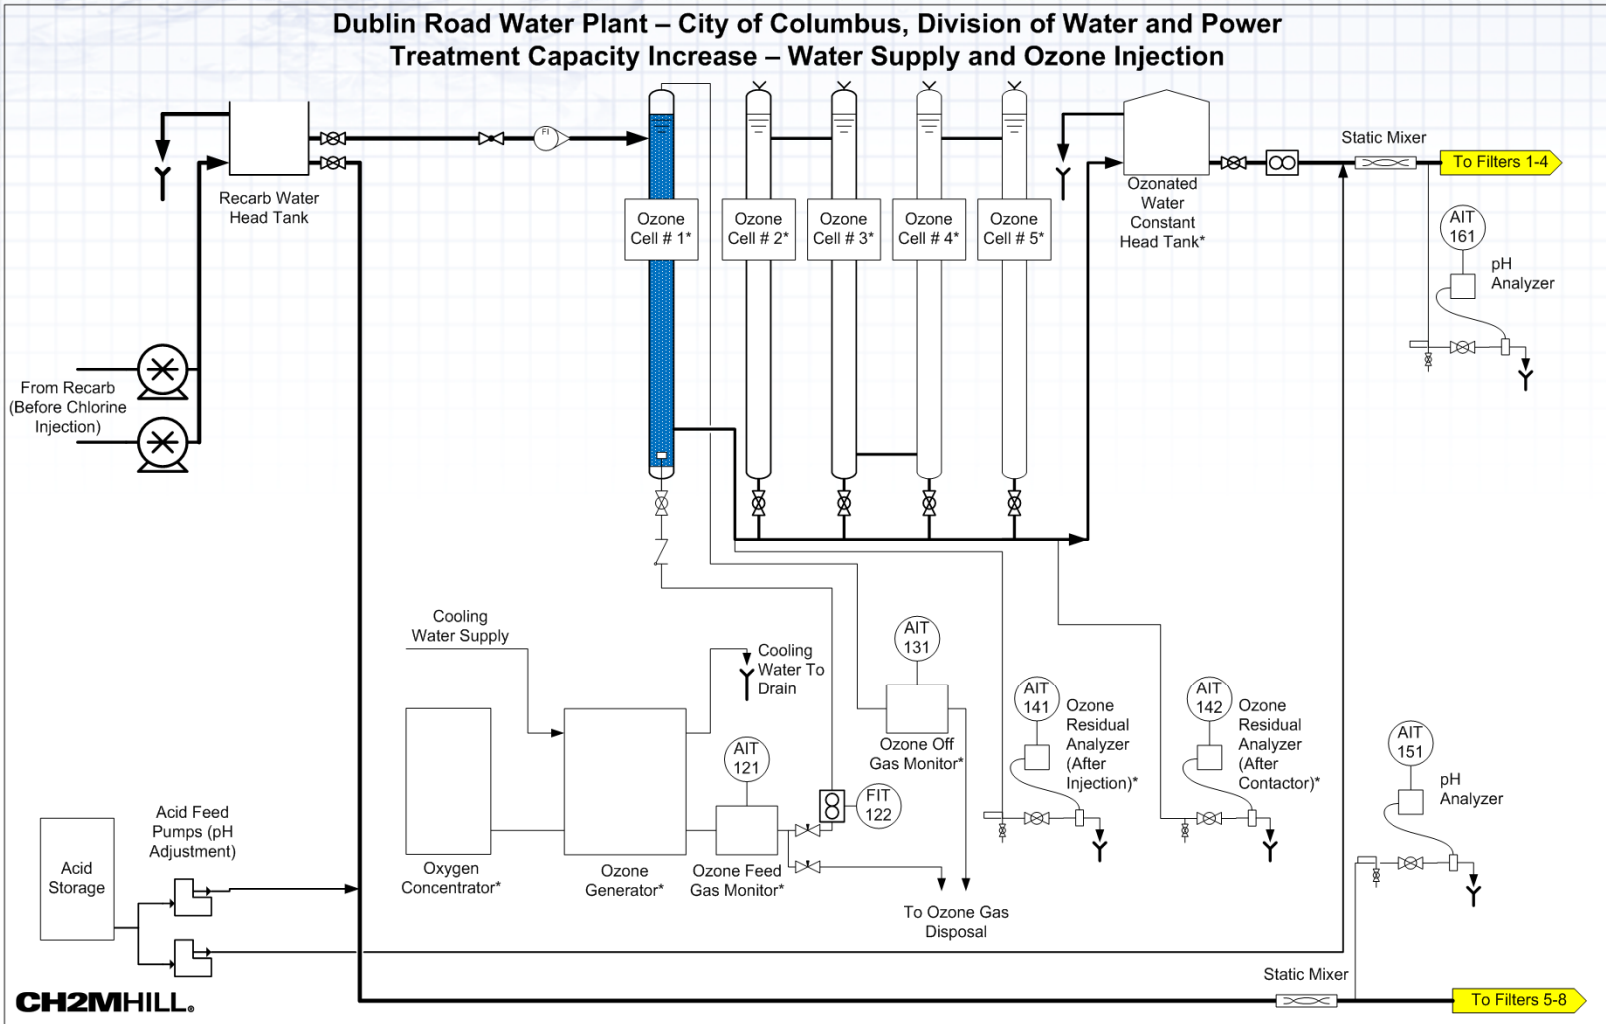 Dublin Road Water Plant – City of Columbus, Division of Water and Power
Treatment Capacity Increase – Water Supply and Ozone Injection
Recarb Water
Head Tank
FI
Ozone
Cell # 1*
Ozone
Cell # 2*
Ozone
Cell # 3*
Ozone
Cell # 4*
Ozone
Cell # 5*
Ozonated
Water
Constant
Head Tank*
Static Mixer
To Filters 1-4
AIT
161
pH
Analyzer
From Recarb
(Before Chlorine
Injection)
Cooling
Water Supply
Cooling
Water To
Drain
AIT
131
Ozone Off
Gas Monitor*
AIT
141
Ozone
Residual
Analyzer
(After
Injection)*
AIT
142
Ozone
Residual
Analyzer
(After
Contactor)*
AIT
151
pH
Analyzer
AIT
121
FIT
122
Oxygen
Concentrator*
Ozone
Generator*
Ozone Feed
Gas Monitor*
To Ozone Gas
Disposal
Acid Feed
Pumps (pH
Adjustment)
Acid
Storage
Static Mixer
To Filters 5-8
CH2MHILL®